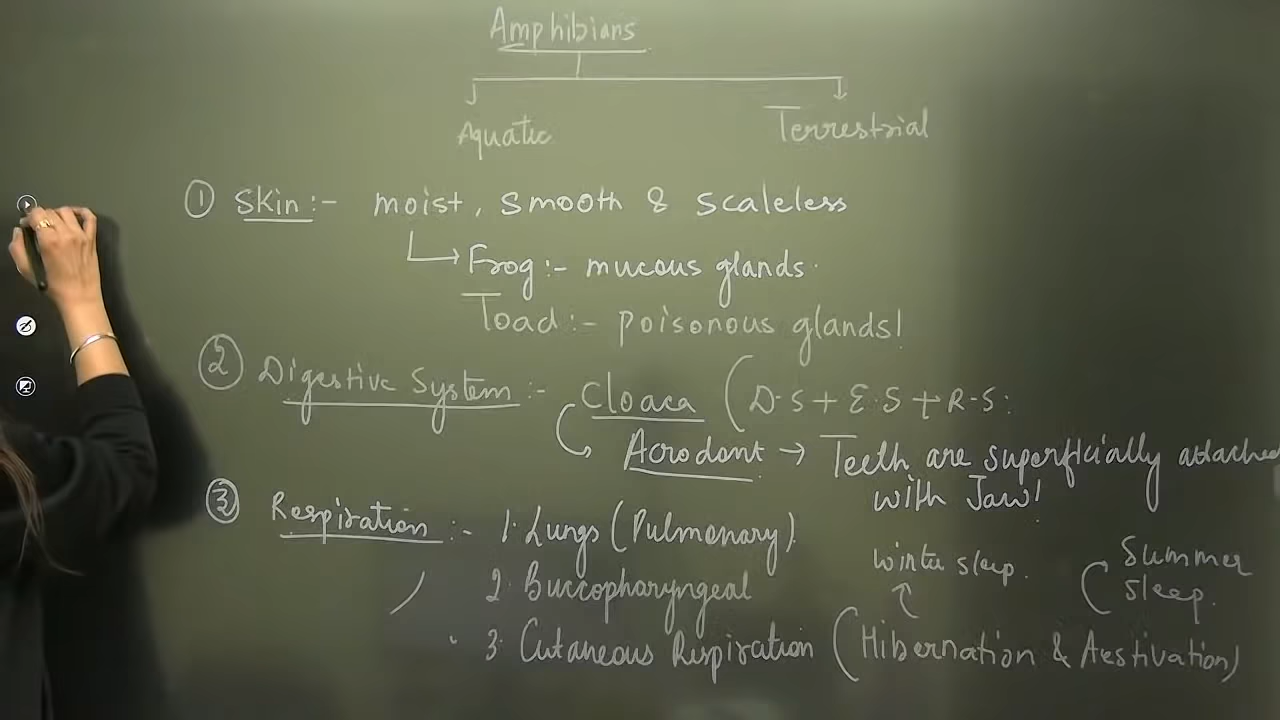 Amphibians
Aquatic Terrestrial
① Skin :- moist, smooth & scaleless
Frog :- mucous glands.
Toad :- poisonous glands!
② Digestive System :- Cloaca (D.S + E.S + R.S.
Acrodont → Teeth are superficially attached
with Jaw!
③ Respiration :- 1. Lungs (Pulmonary)
winter sleep. Summer
sleep.
2. Buccopharyngeal
3. Cutaneous Respiration (Hibernation & Aestivation)